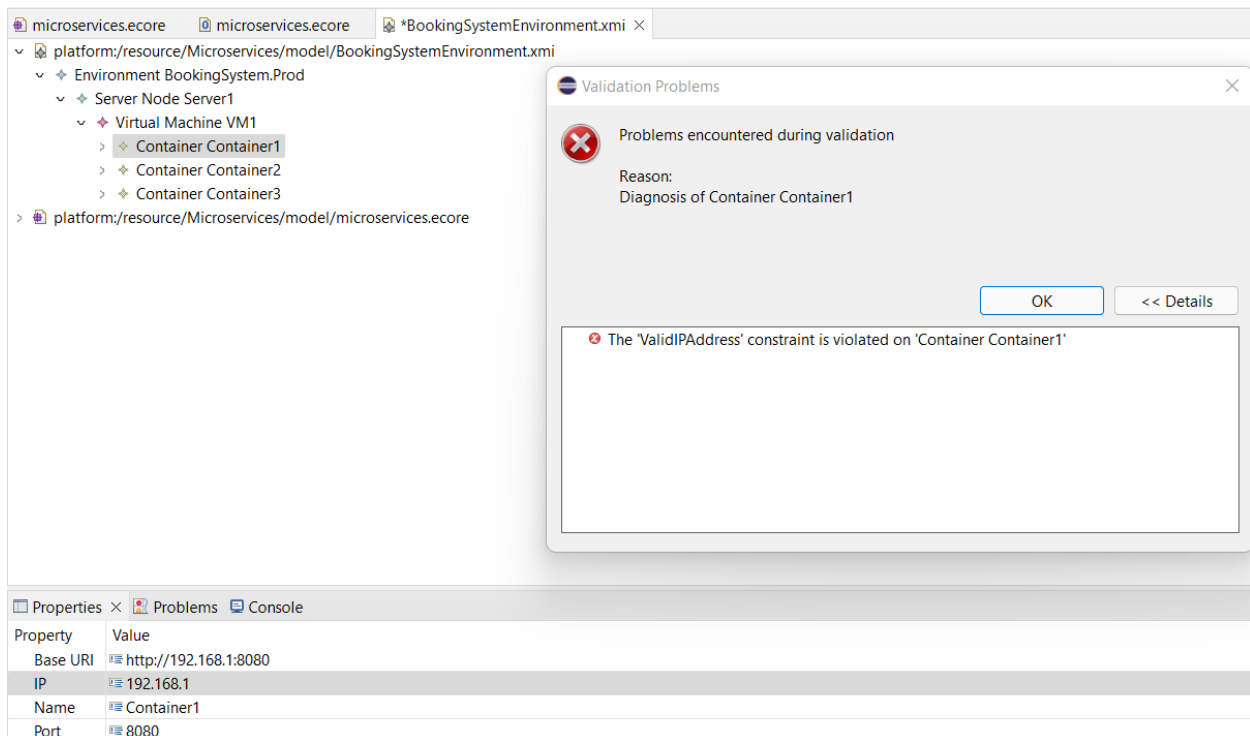 microservices.ecore microservices.ecore *BookingSystemEnvironment.xmi
platform:/resource/Microservices/model/BookingSystemEnvironment.xmi
Environment BookingSystem.Prod
Server Node Server1
Virtual Machine VM1
Container Container1
Container Container2
Container Container3
platform:/resource/Microservices/model/microservices.ecore
Validation Problems
Problems encountered during validation
Reason:
Diagnosis of Container Container1
OK << Details
The 'ValidIPAddress' constraint is violated on 'Container Container1'
Properties Problems Console
Property Value
Base URI http://192.168.1:8080
IP 192.168.1
Name Container1
Port 8080